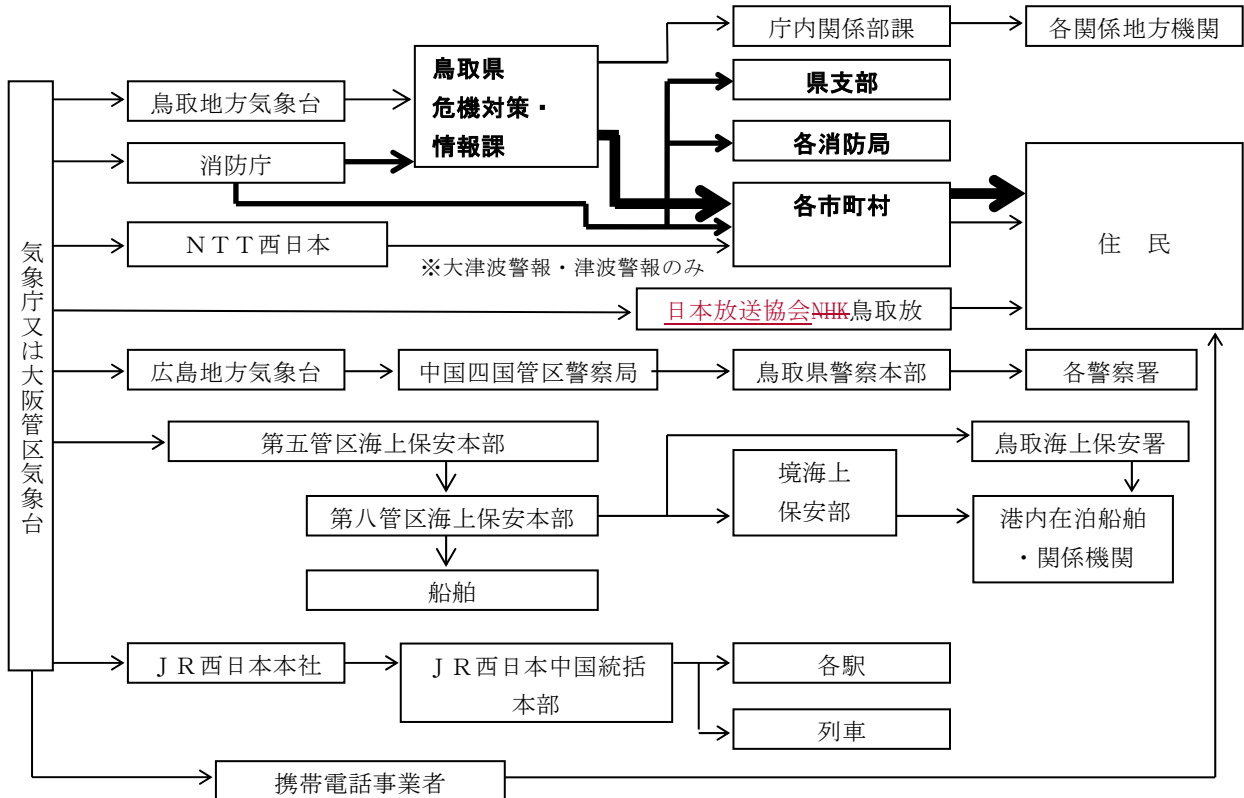 庁内関係部課
各関係地方機関
鳥取県
危機対策・
情報課
県支部
鳥取地方気象台
各消防局
消防庁
各市町村
住　民
ＮＴＴ西日本
※大津波警報・津波警報のみ
気象庁又は大阪管区気象台
日本放送協会NHK鳥取放
広島地方気象台
中国四国管区警察局
鳥取県警察本部
各警察署
第五管区海上保安本部
鳥取海上保安署
境海上
保安部
第八管区海上保安本部
港内在泊船舶
・関係機関
船舶
ＪＲ西日本本社
ＪＲ西日本中国統括
本部
各駅
列車
携帯電話事業者